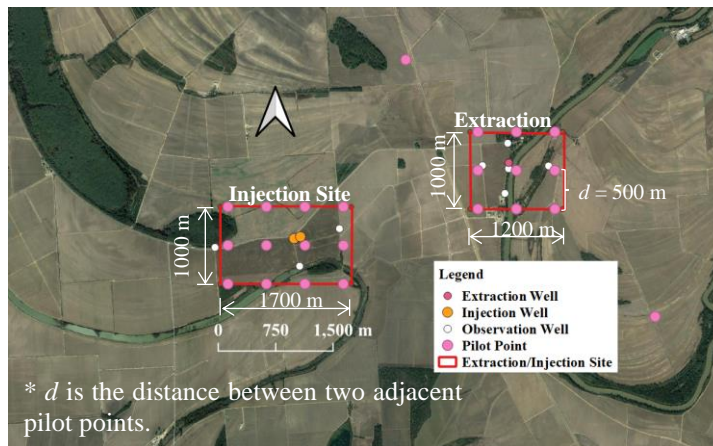 Extraction
1000 m
d = 500 m
1200 m
Injection Site
1000 m
1700 m
0 750 1,500 m
Legend
Extraction Well
Injection Well
Observation Well
Pilot Point
Extraction/Injection Site
* d is the distance between two adjacent
pilot points.